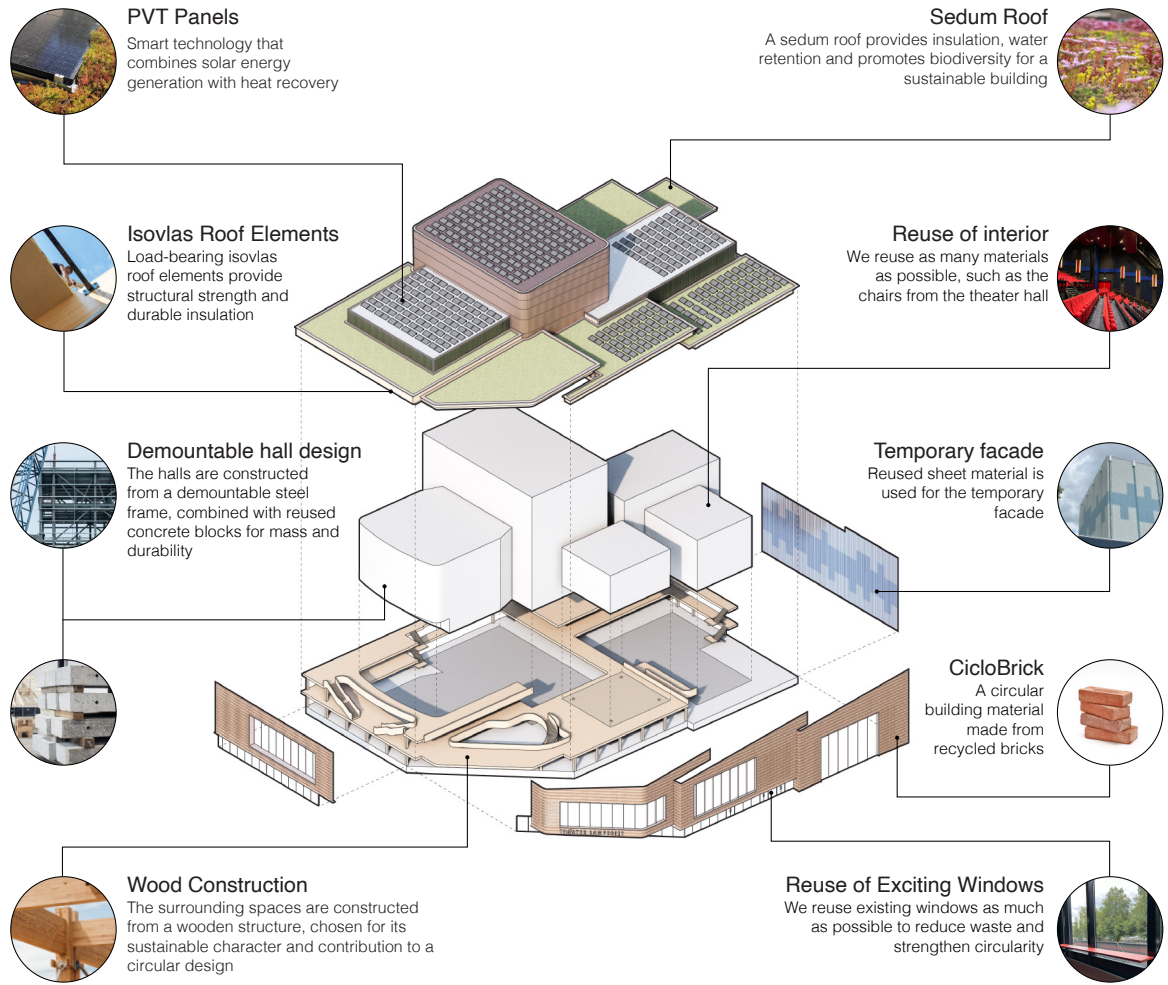 PVT Panels
Smart technology that
combines solar energy
generation with heat recovery
Sedum Roof
A sedum roof provides insulation, water
retention and promotes biodiversity for a
sustainable building
Isovlas Roof Elements
Load-bearing isovlas
roof elements provide
structural strength and
durable insulation
Reuse of interior
We reuse as many materials
as possible, such as the
chairs from the theater hall
Demountable hall design
The halls are constructed
from a demountable steel
frame, combined with reused
concrete blocks for mass and
durability
Temporary facade
Reused sheet material is
used for the temporary
facade
CicloBrick
A circular
building material
made from
recycled bricks
Wood Construction
The surrounding spaces are constructed
from a wooden structure, chosen for its
sustainable character and contribution to a
circular design
Reuse of Exciting Windows
We reuse existing windows as much
as possible to reduce waste and
strengthen circularity